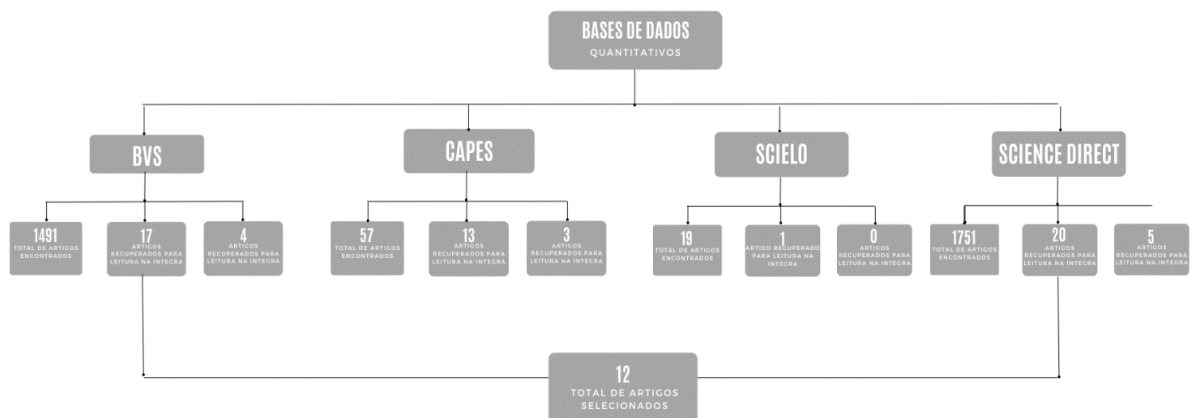 BASES DE DADOS
QUANTITATIVOS
BVS
CAPES
SCIELO
SCIENCE DIRECT
1491
TOTAL DE ARTIGOS
ENCONTRADOS
17
ARTIGOS
RECUPERADOS PARA
LEITURA NA INTEGRA
4
ARTIGOS
RECUPERADOS PARA
LEITURA NA INTEGRA
57
TOTAL DE ARTIGOS
ENCONTRADOS
13
ARTIGOS
RECUPERADOS PARA
LEITURA NA INTEGRA
3
ARTIGOS
RECUPERADOS PARA
LEITURA NA INTEGRA
19
TOTAL DE ARTIGOS
ENCONTRADOS
1
ARTIGO RECUPERADO
PARA LEITURA NA
INTEGRA
0
ARTIGOS
RECUPERADOS PARA
LEITURA NA INTEGRA
1751
TOTAL DE ARTIGOS
ENCONTRADOS
20
ARTIGOS
RECUPERADOS PARA
LEITURA NA INTEGRA
5
ARTIGOS
RECUPERADOS PARA
LEITURA NA INTEGRA
12
TOTAL DE ARTIGOS
SELECIONADOS